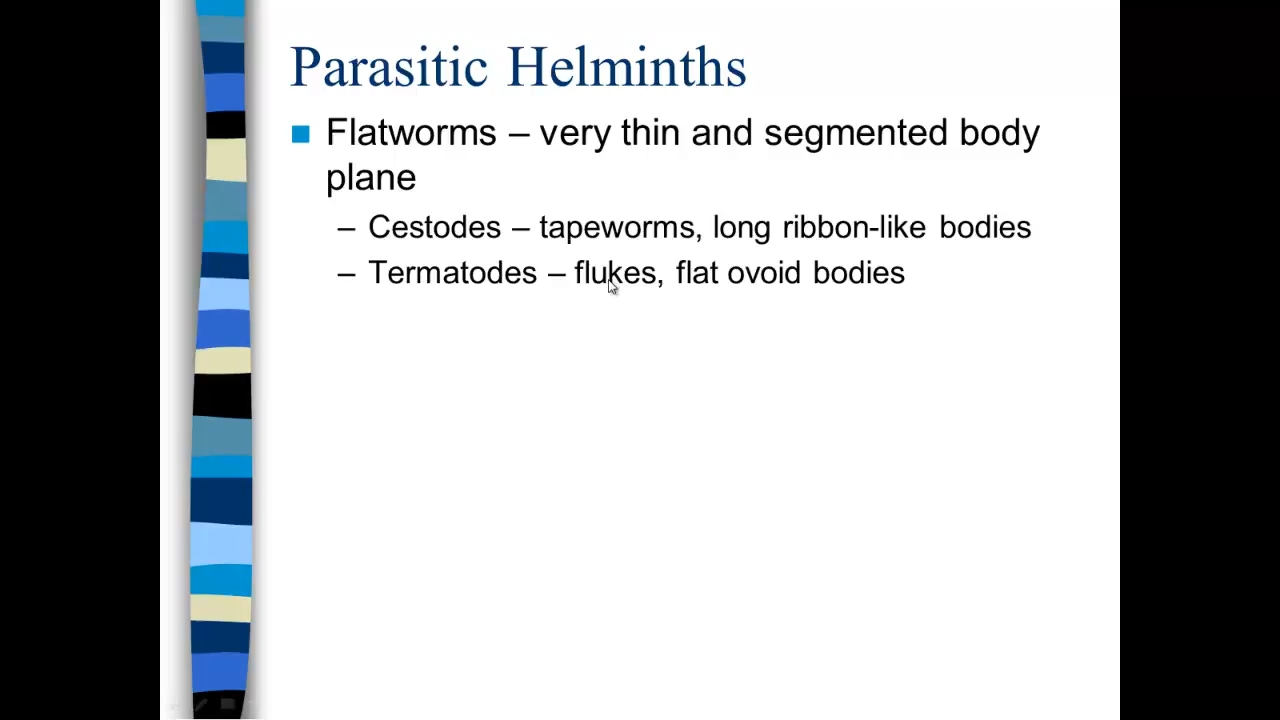 Parasitic Helminths
Flatworms – very thin and segmented body
plane
– Cestodes – tapeworms, long ribbon-like bodies
– Termatodes – flukes, flat ovoid bodies